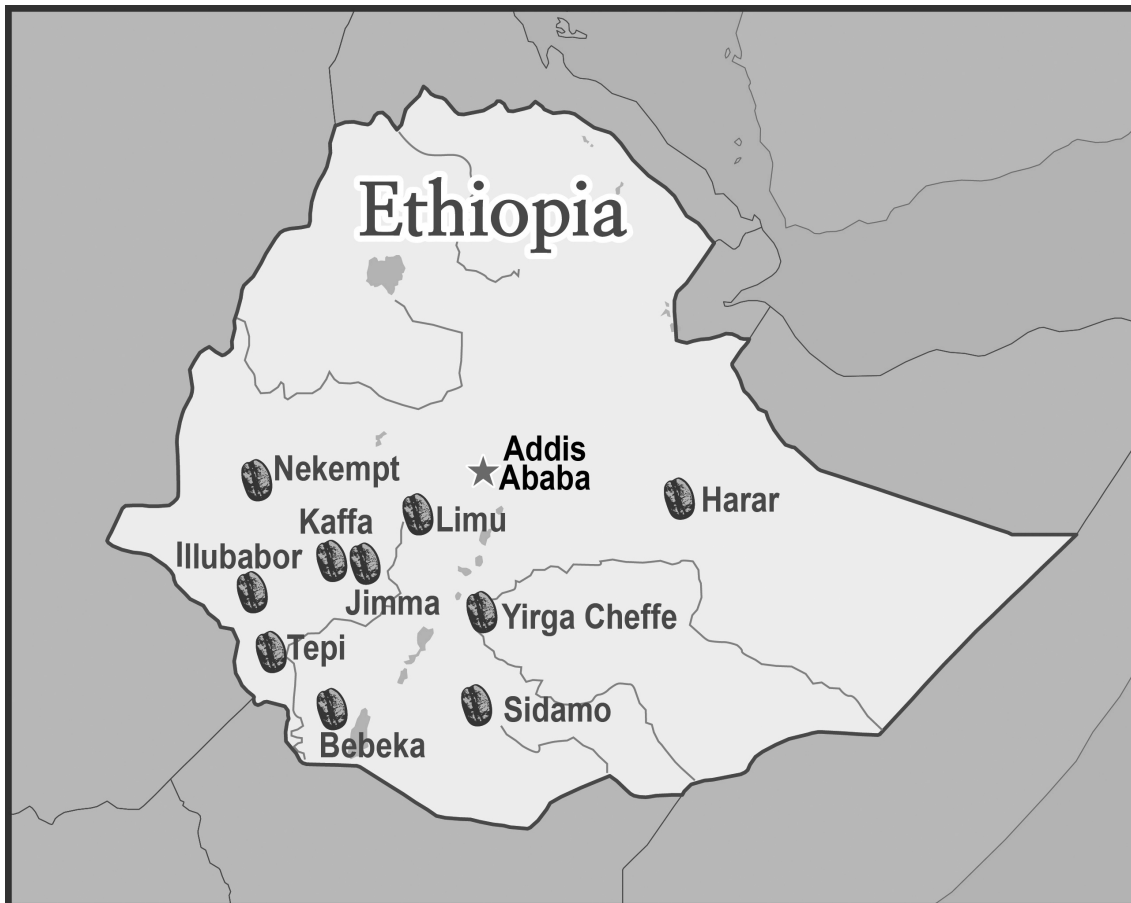 Ethiopia
Addis
Ababa
Nekempt
Harar
Kaffa
Limu
Illubabor
Jimma
Yirga Cheffe
Tepi
Sidamo
Bebeka